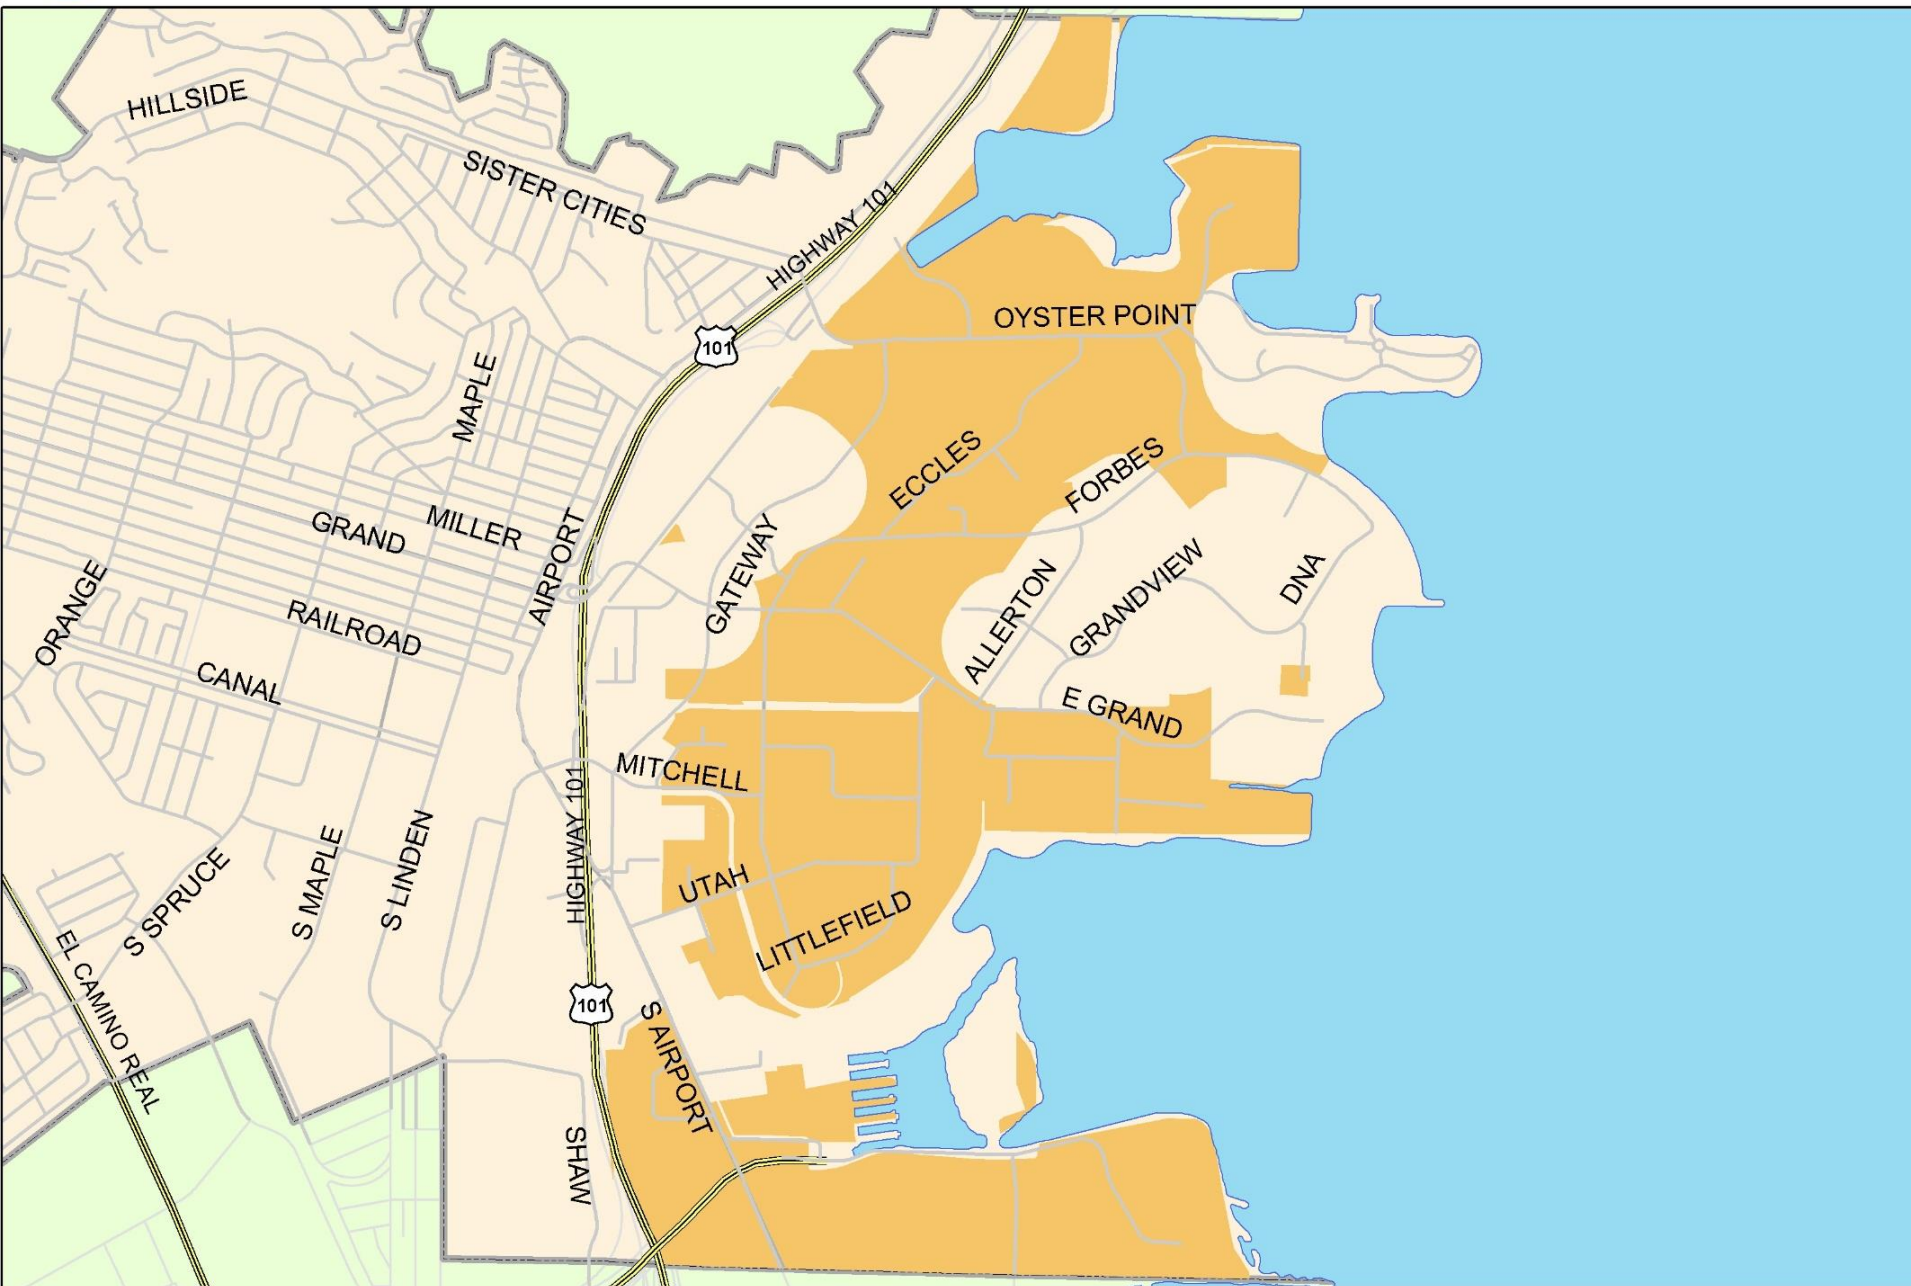 HILLSIDE
SISTER CITIES
HIGHWAY 101
OYSTER POINT
101
MAPLE
ECCLES
FORBES
GRAND
MILLER
AIRPORT
GATEWAY
ORANGE
RAILROAD
ALLERTON
GRANDVIEW
DNA
CANAL
E GRAND
MITCHELL
HIGHWAY 101
S SPRUCE
S MAPLE
S LINDEN
UTAH
LITTLEFIELD
EL CAMINO REAL
101
S AIRPORT
SHAW